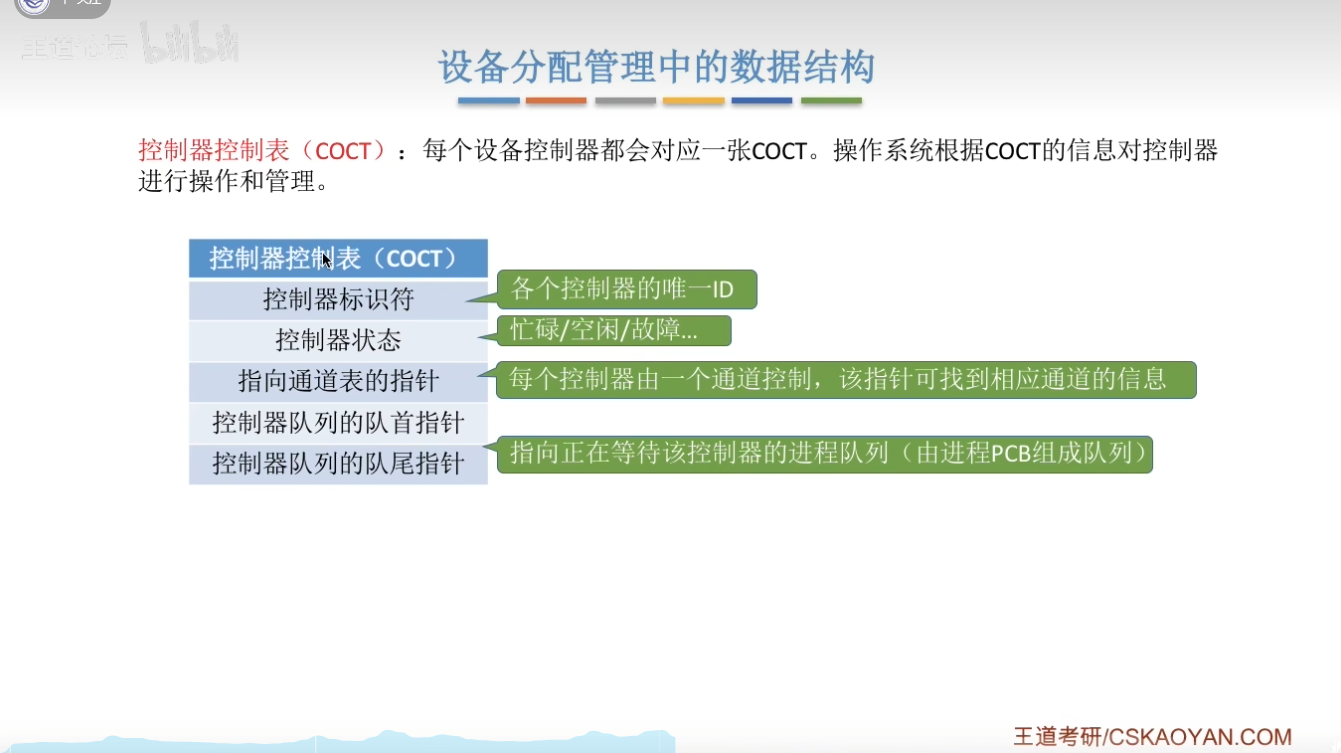 王道论坛 bilibili
设备分配管理中的数据结构
控制器控制表（COCT）：每个设备控制器都会对应一张COCT。操作系统根据COCT的信息对控制器
进行操作和管理。
控制器控制表（COCT）
控制器标识符
各个控制器的唯一ID
控制器状态
忙碌/空闲/故障...
指向通道表的指针
每个控制器由一个通道控制，该指针可找到相应通道的信息
控制器队列的队首指针
控制器队列的队尾指针
指向正在等待该控制器的进程队列（由进程PCB组成队列）
王道考研/CSKAOYAN.COM